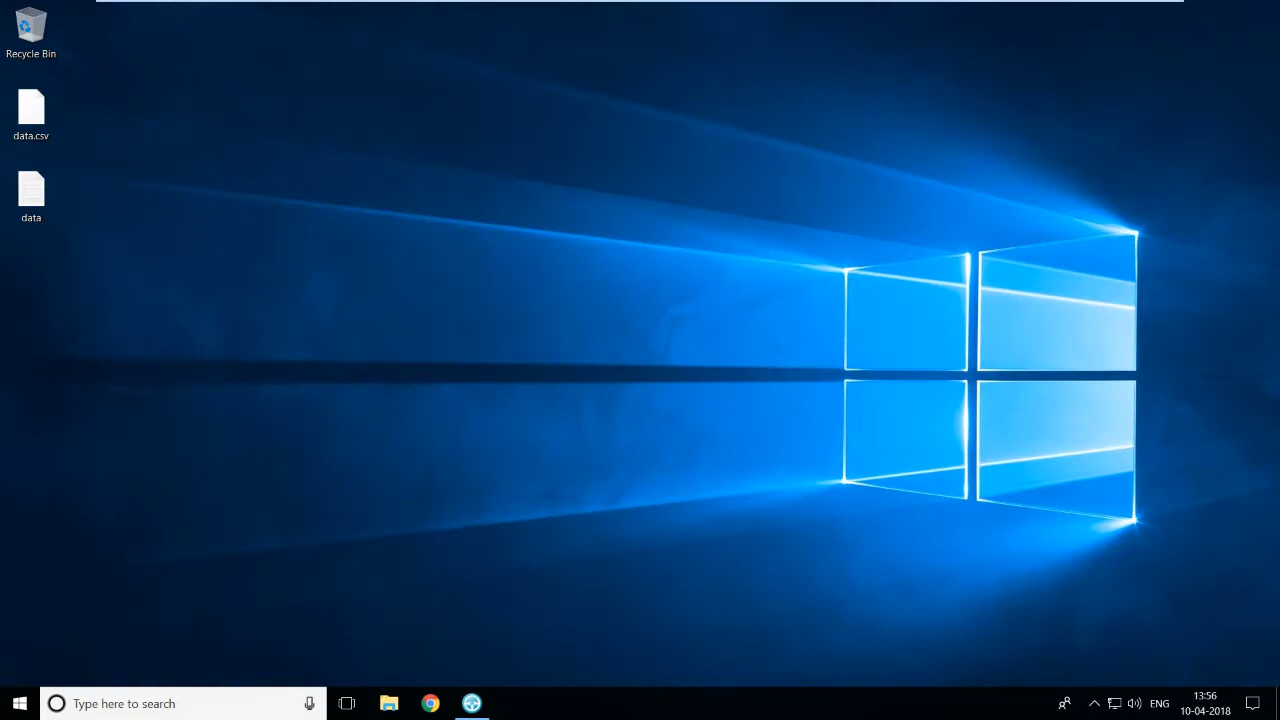 Recycle Bin
data.csv
data
Type here to search
ENG
13:56
10-04-2018